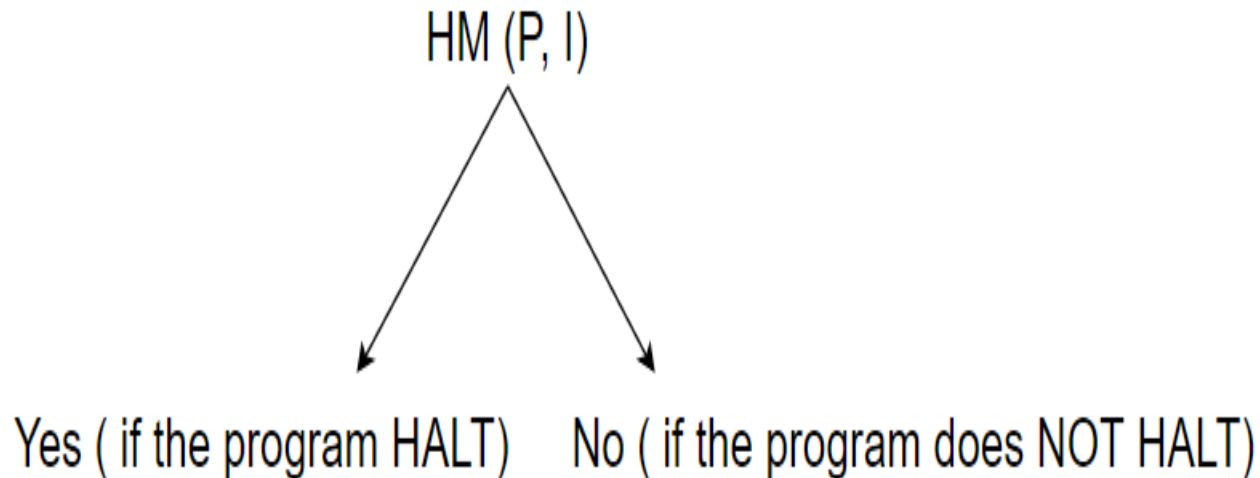 HM (P, I)
Yes ( if the program HALT) No ( if the program does NOT HALT)